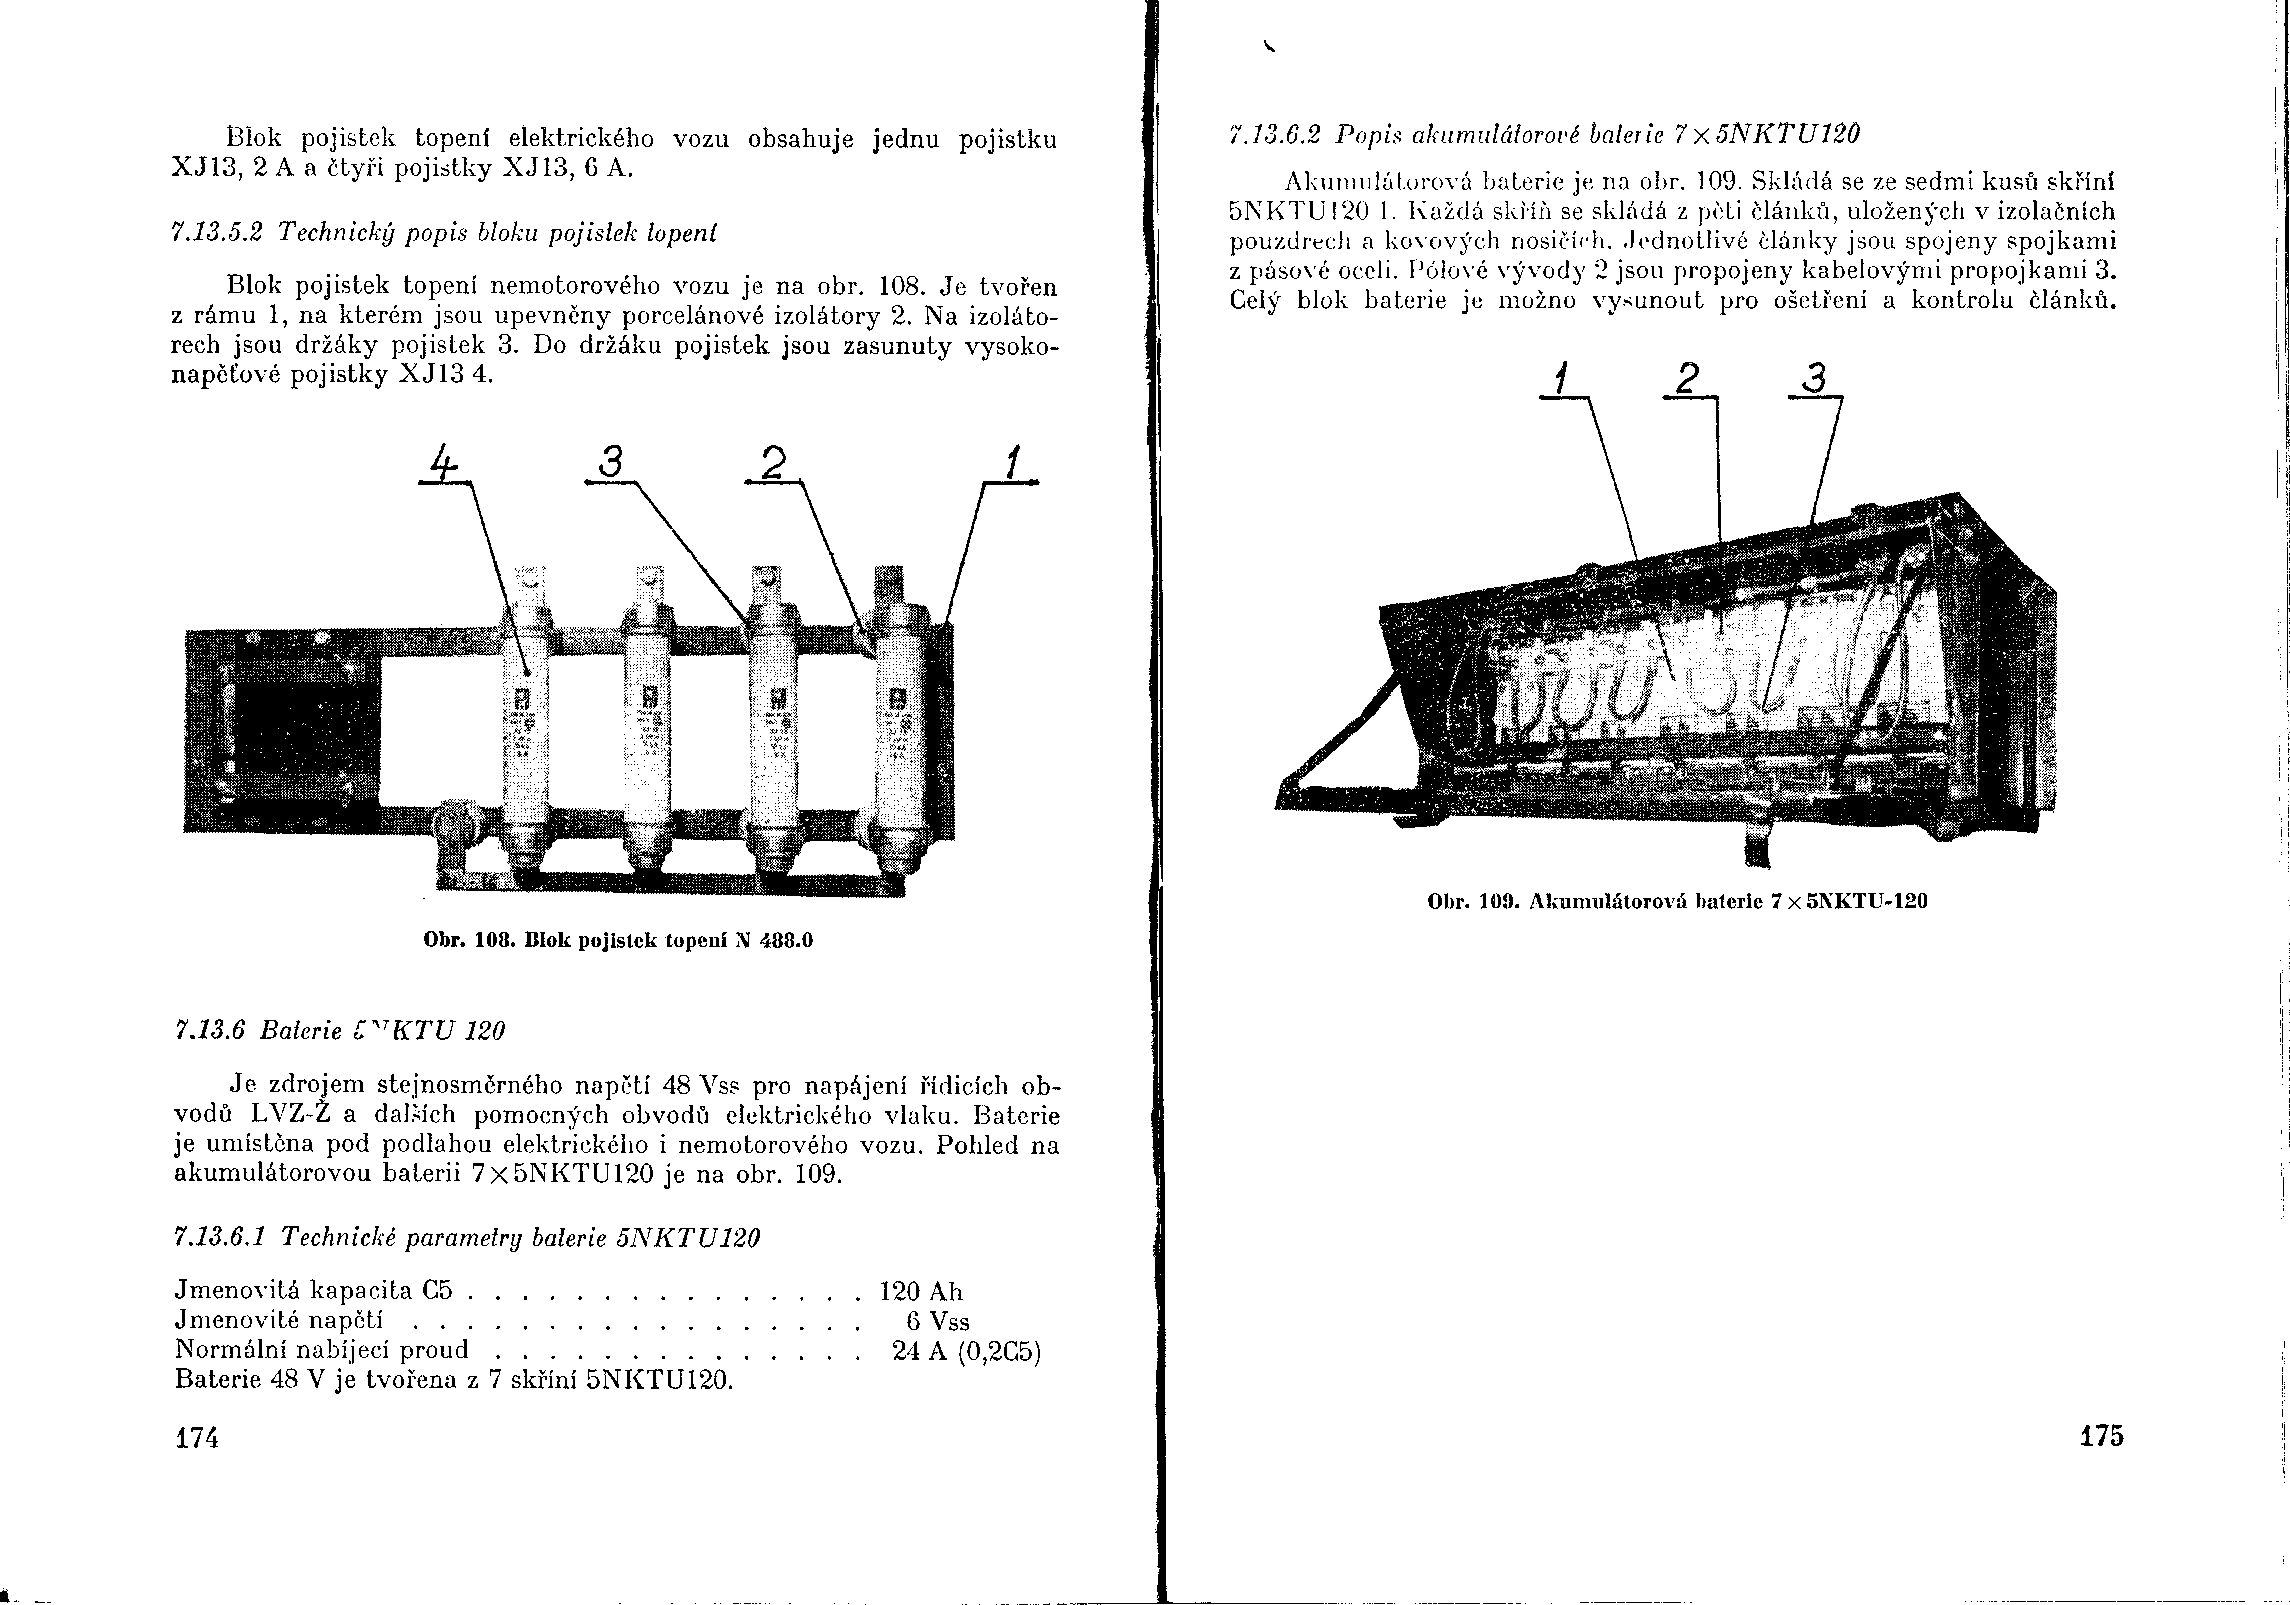 Blok pojistek topení elektrického vozu obsahuje jednu pojistku
XJ13, 2 A a čtyři pojistky XJ13, 6 A.
7.13.5.2 Technický popis bloku pojistek topení
Blok pojistek topení nemotorového vozu je na obr. 108. Je tvořen
z rámu 1, na kterém jsou upevněny porcelánové izolátory 2. Na izoláto-
rech jsou držáky pojistek 3. Do držáku pojistek jsou zasunuty vysoko-
napěťové pojistky XJ13 4.
4 3 2 1
Obr. 108. Blok pojistek topení N 488.0
7.13.6 Baterie 5NKTU 120
Je zdrojem stejnosměrného napětí 48 Vss pro napájení řídicích ob-
vodů LVZ-Ž a dalších pomocných obvodů elektrického vlaku. Baterie
je umístěna pod podlahou elektrického i nemotorového vozu. Pohled na
akumulátorovou baterii 7×5NKTU120 je na obr. 109.
7.13.6.1 Technické parametry baterie 5NKTU120
Jmenovitá kapacita C5 . . . . . . . . . . . . . . . 120 Ah
Jmenovité napětí . . . . . . . . . . . . . . . . . 6 Vss
Normální nabíjecí proud . . . . . . . . . . . . . . 24 A (0,2C5)
Baterie 48 V je tvořena z 7 skříní 5NKTU120.
174
7.13.6.2 Popis akumulátorové baterie 7×5NKTU120
Akumulátorová baterie je na obr. 109. Skládá se ze sedmi kusů skříní
5NKTU120 1. Každá skříň se skládá z pěti článků, uložených v izolačních
pouzdrech a kovových nosičích. Jednotlivé články jsou spojeny spojkami
z pásové oceli. Pólové vývody 2 jsou propojeny kabelovými propojkami 3.
Celý blok baterie je možno vysunout pro ošetření a kontrolu článků.
1 2 3
Obr. 109. Akumulátorová baterie 7×5NKTU-120
175